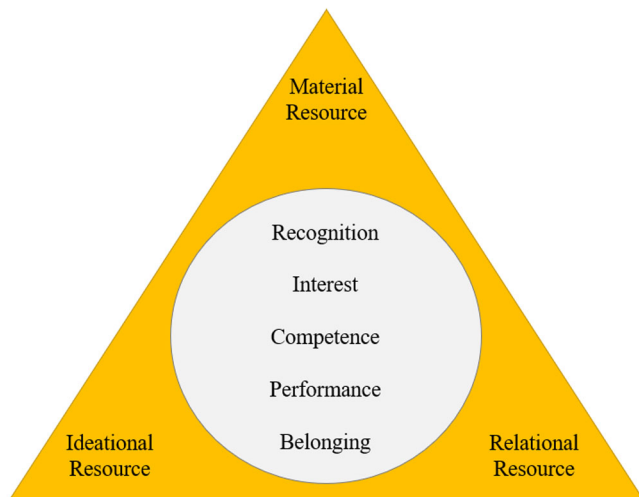 Material
Resource
Recognition
Interest
Competence
Performance
Belonging
Ideational
Resource
Relational
Resource